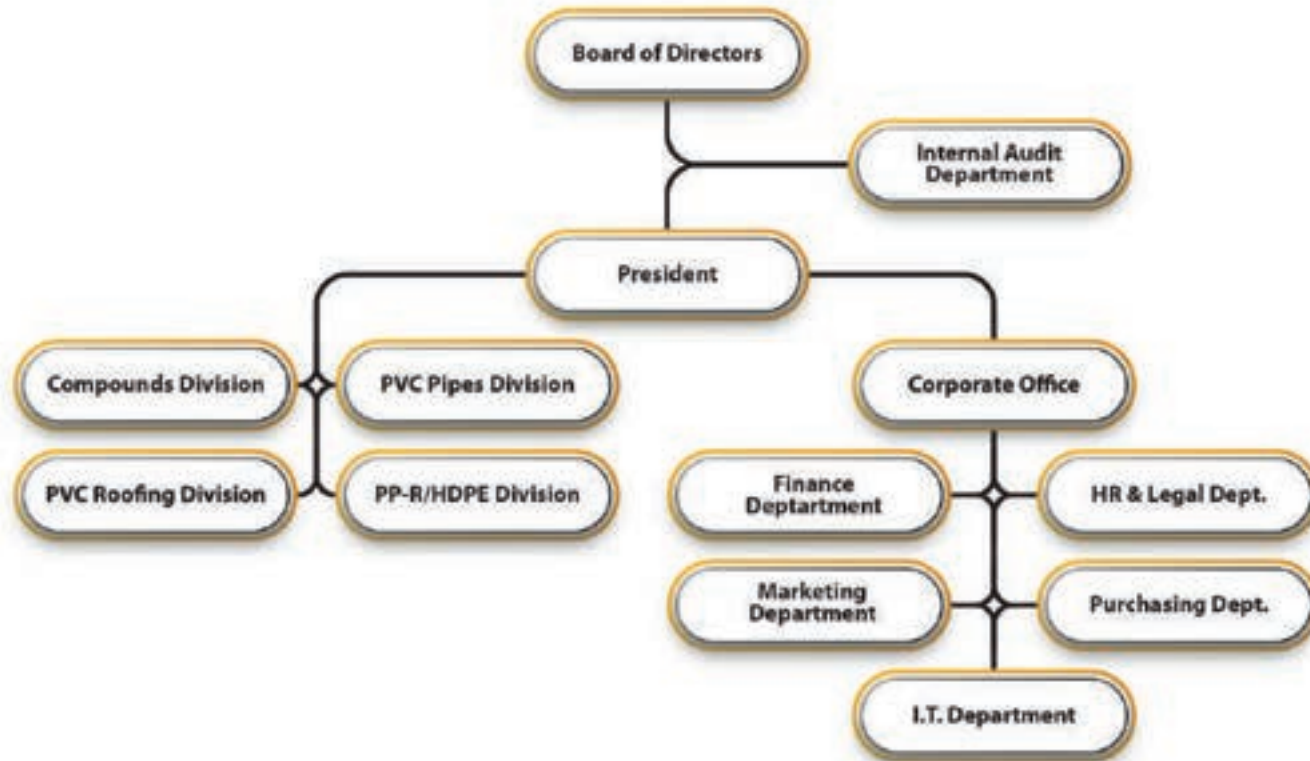 Board of Directors
Internal Audit
Department
President
Compounds Division
PVC Pipes Division
Corporate Office
PVC Roofing Division
PP-R/HDPE Division
Finance
Deptartment
HR & Legal Dept.
Marketing
Department
Purchasing Dept.
I.T. Department